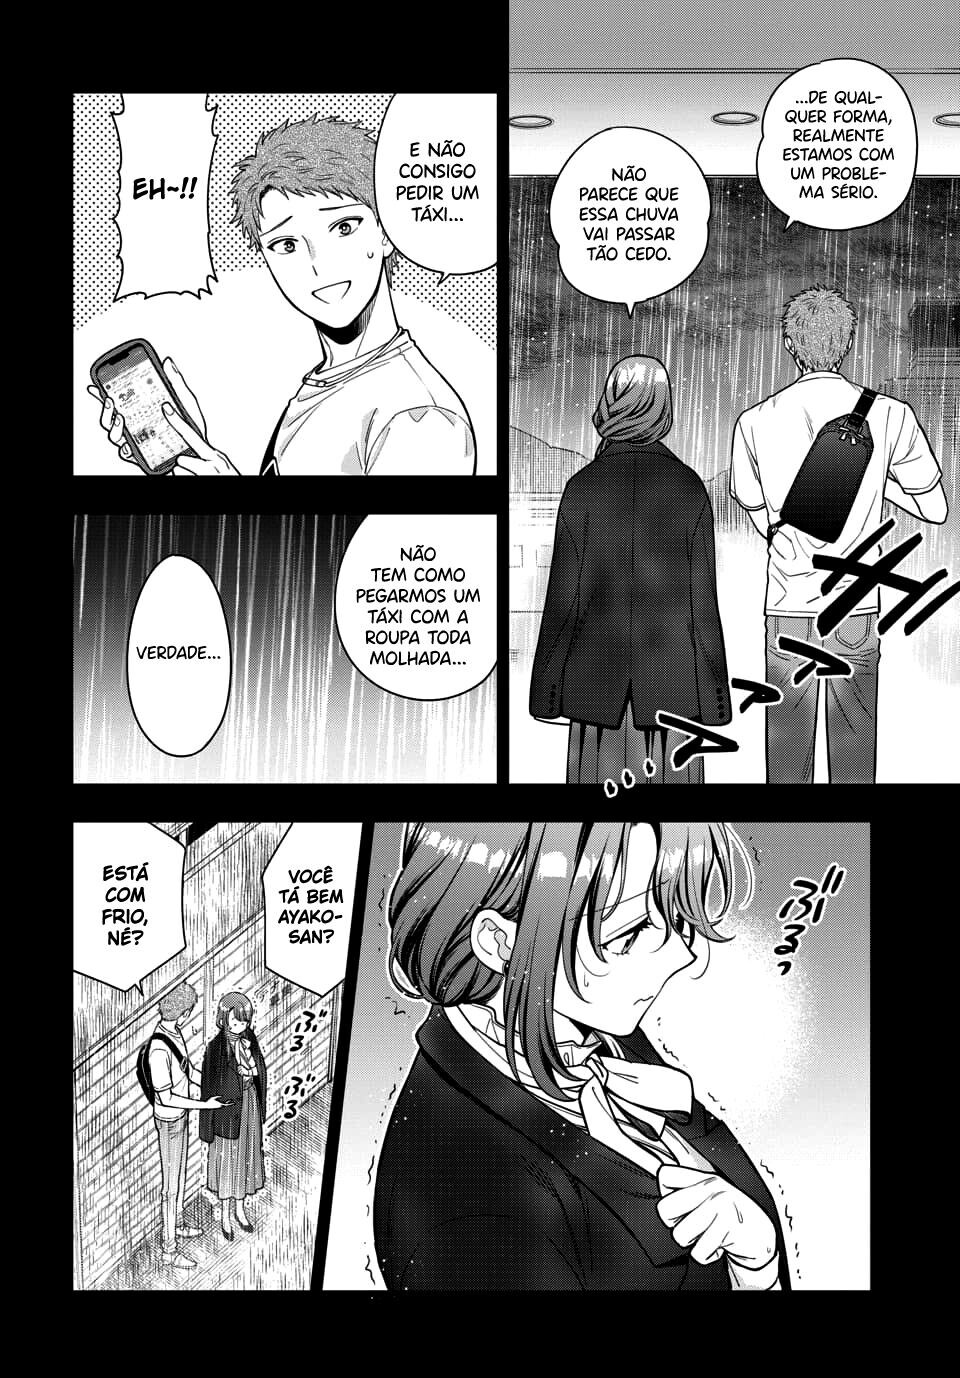 ...DE QUAL-
QUER FORMA,
REALMENTE
ESTAMOS COM
UM PROBLE-
MA SÉRIO.
NÃO
PARECE QUE
ESSA CHUVA
VAI PASSAR
TÃO CEDO.
E NÃO
CONSIGO
PEDIR UM
TÁXI...
EH~!!
NÃO
TEM COMO
PEGARMOS UM
TÁXI COM A
ROUPA TODA
MOLHADA...
VERDADE...
ぶる
VOCÊ
TÁ BEM
AYAKO-
SAN?
ESTÁ
COM
FRIO,
NÉ?
ぶる
ぶる